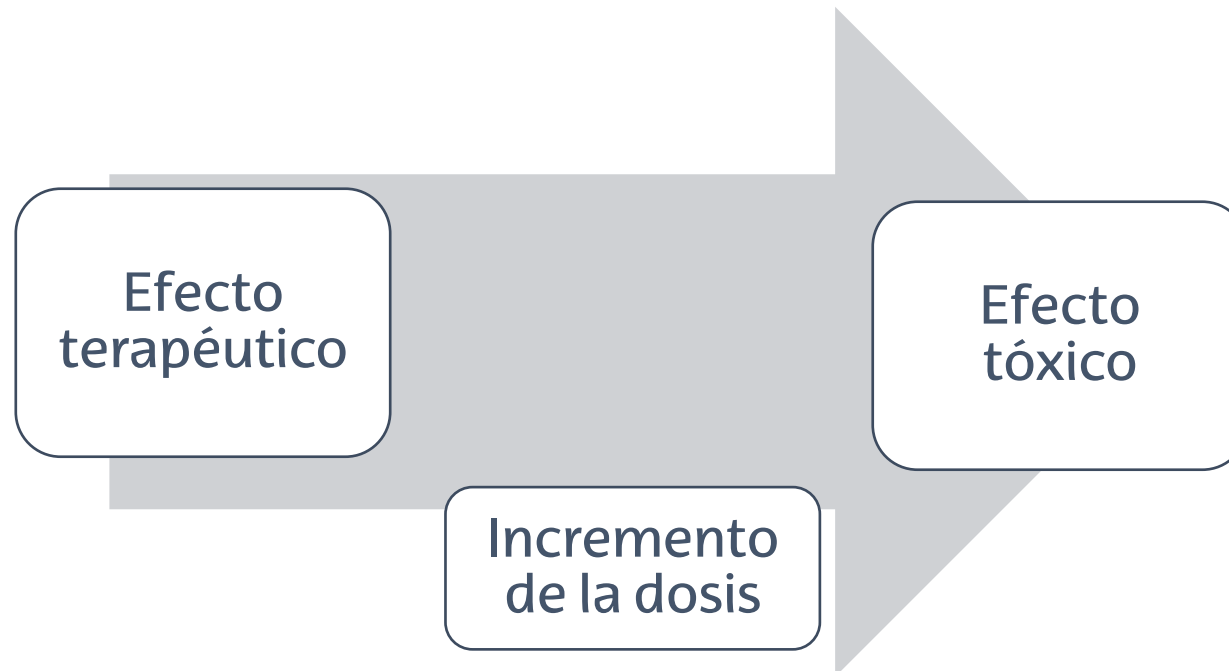 Efecto
terapéutico
Efecto
tóxico
Incremento
de la dosis